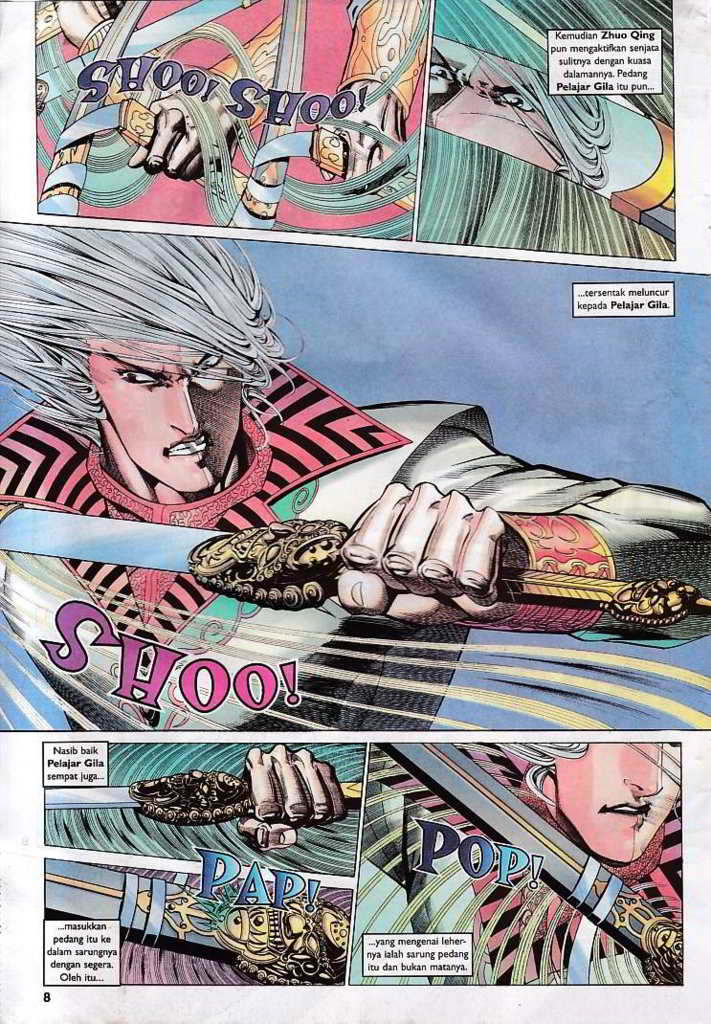 SHOO! SHOO!
Kemudian Zhuo Qing
pun mengaktifkan senjata
sulitnya dengan kuasa
dalamannya. Pedang
Pelajar Gila itu pun...
...tersentak meluncur
kepada Pelajar Gila.
SHOO!
Nasib baik
Pelajar Gila
sempat juga...
PAP!
...masukkan
pedang itu ke
dalam sarungnya
dengan segera.
Oleh itu...
POP!
...yang mengenai leher-
nya ialah sarung pedang
itu dan bukan matanya.
8